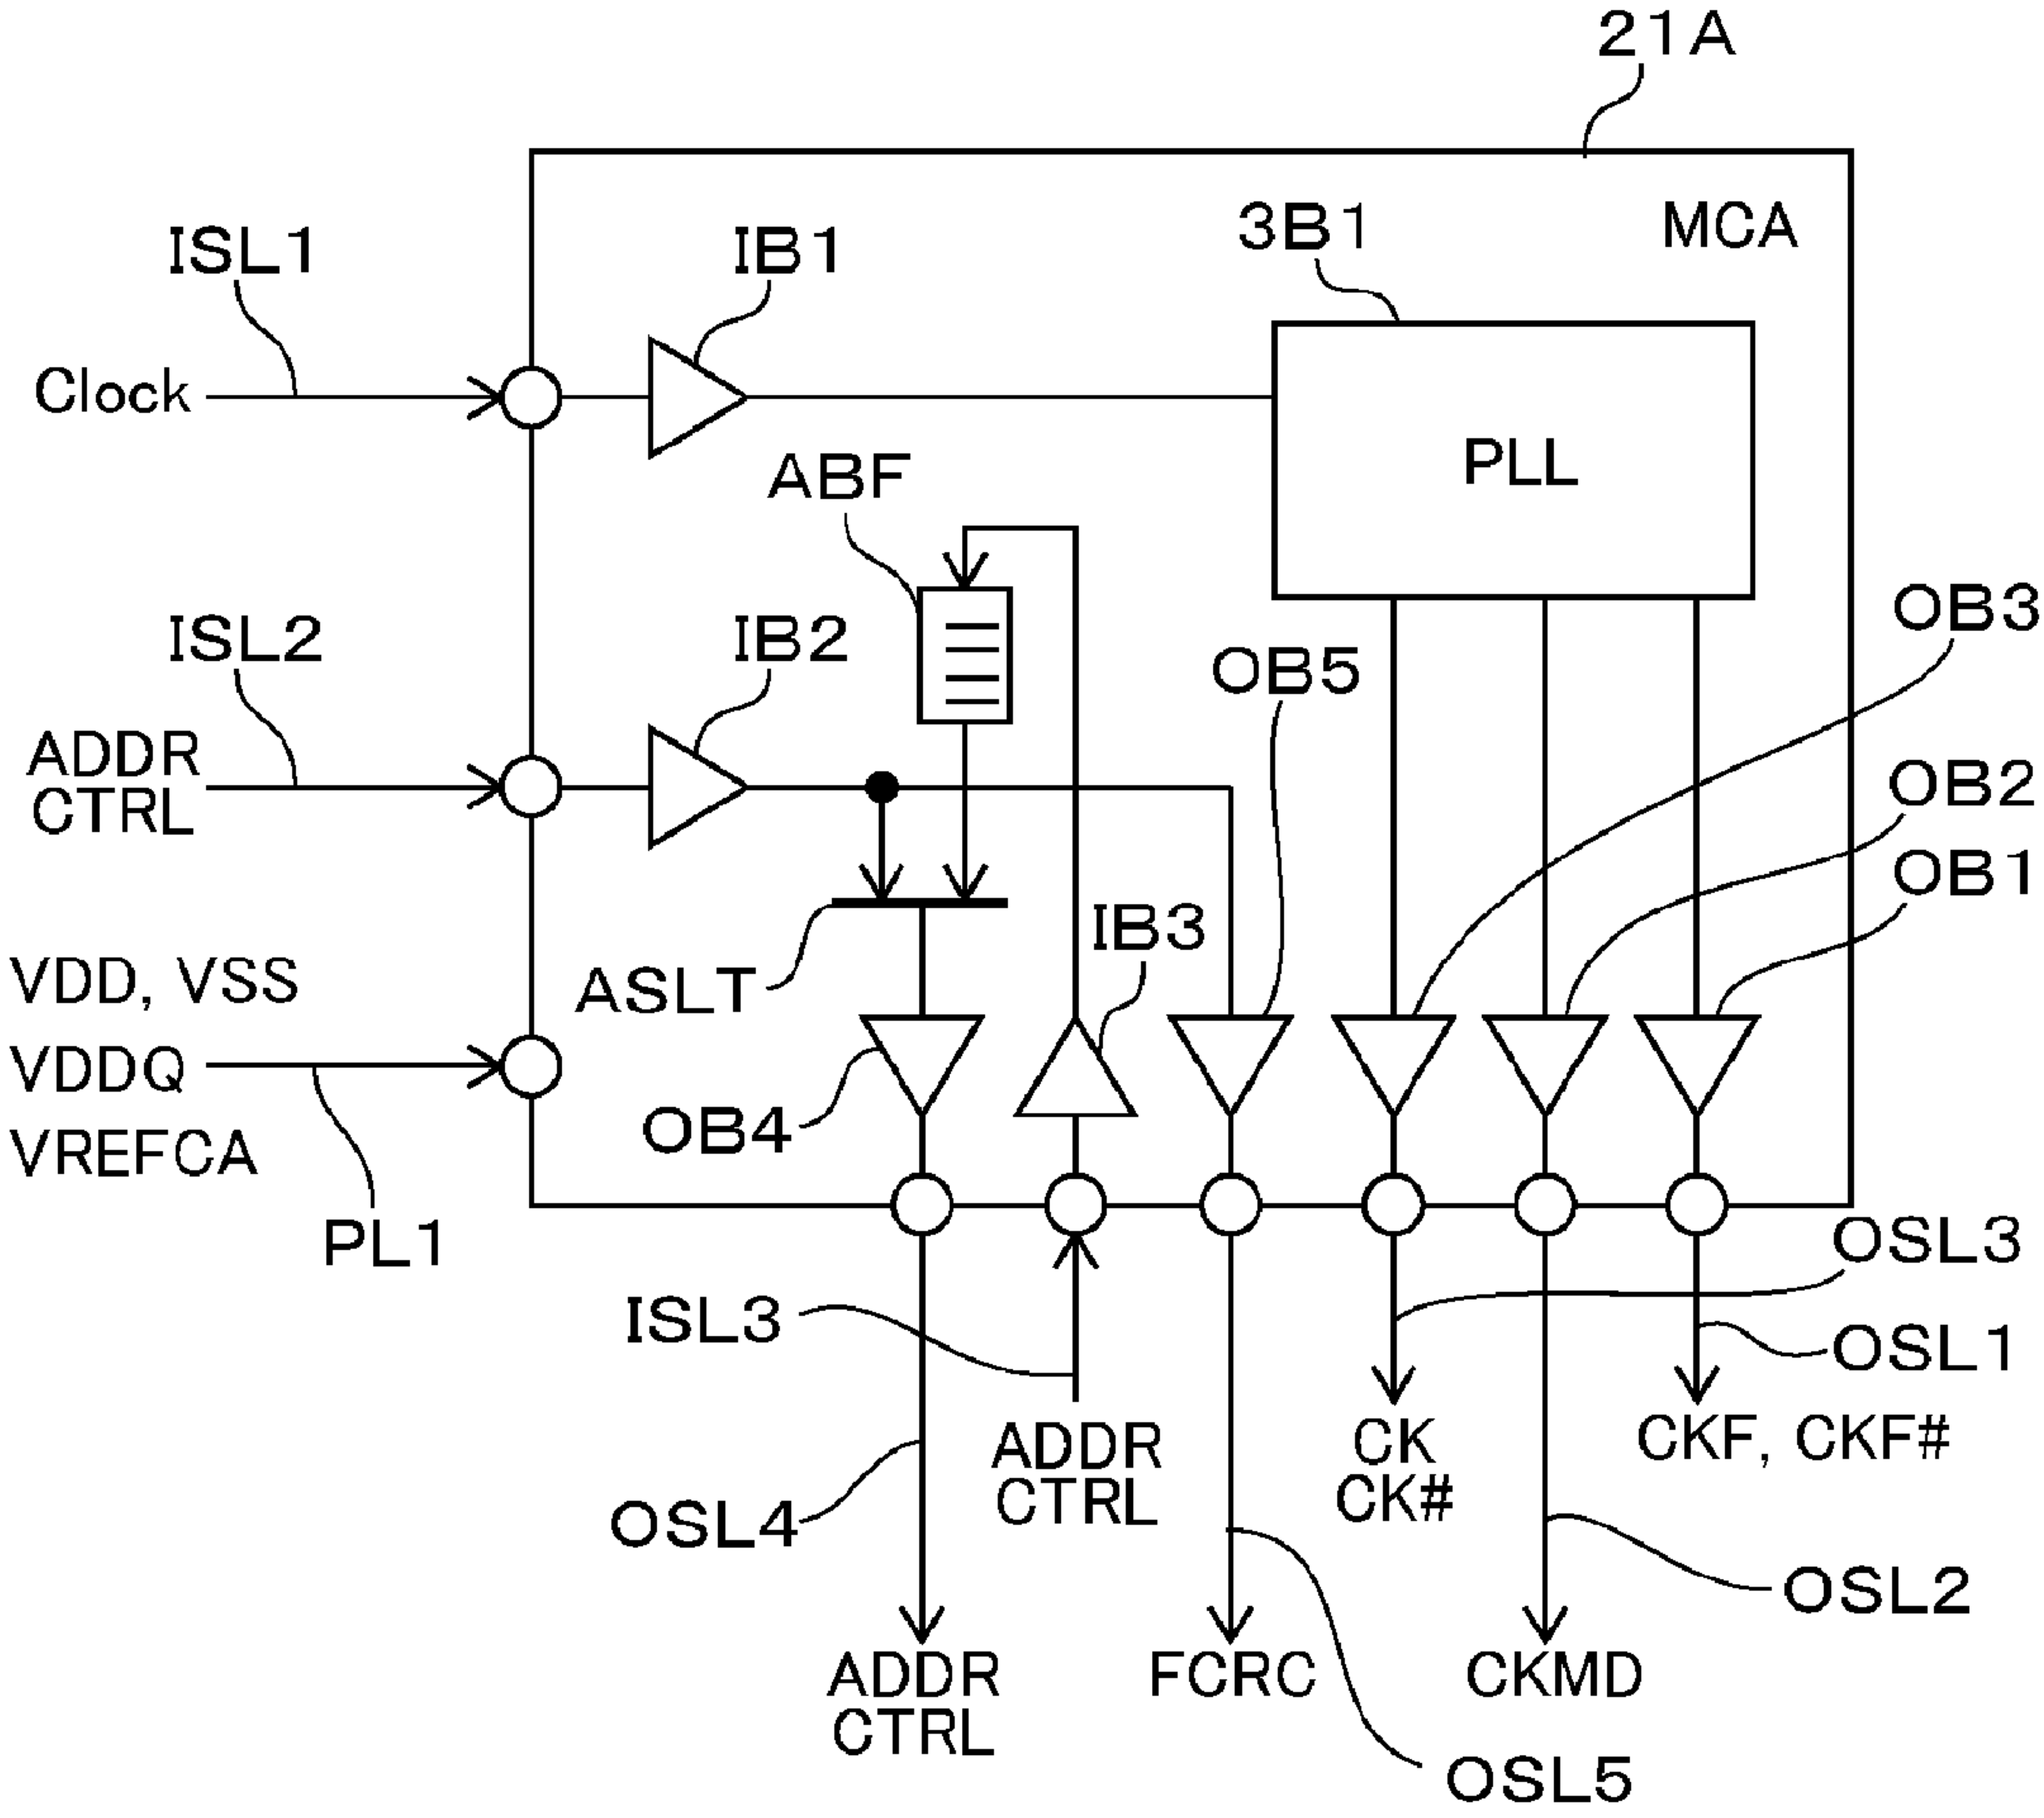 21A
MCA
3B1
ISL1
IB1
Clock
PLL
ABF
ISL2
IB2
OB3
OB5
ADDR
CTRL
OB2
OB1
IB3
ASLT
VDD, VSS
VDDQ
VREFCA
OB4
PL1
OSL3
ISL3
OSL1
ADDR
CTRL
CK
CK#
CKF, CKF#
OSL4
OSL2
ADDR
CTRL
FCRC
CKMD
OSL5